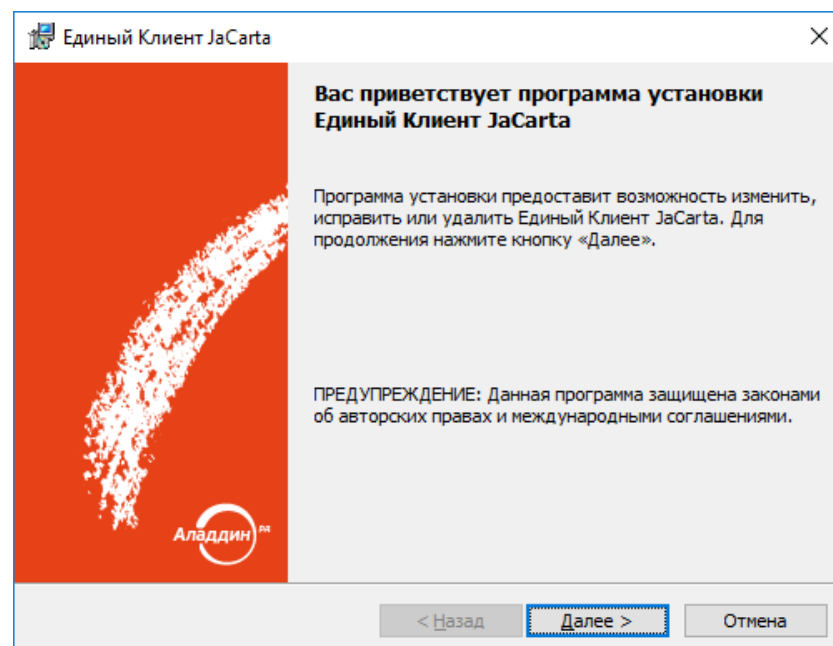 Единый Клиент JaCarta
Вас приветствует программа установки
Единый Клиент JaCarta
Программа установки предоставит возможность изменить,
исправить или удалить Единый Клиент JaCarta. Для
продолжения нажмите кнопку «Далее».
ПРЕДУПРЕЖДЕНИЕ: Данная программа защищена законами
об авторских правах и международными соглашениями.
Аладдин РД
< Назад
Далее >
Отмена